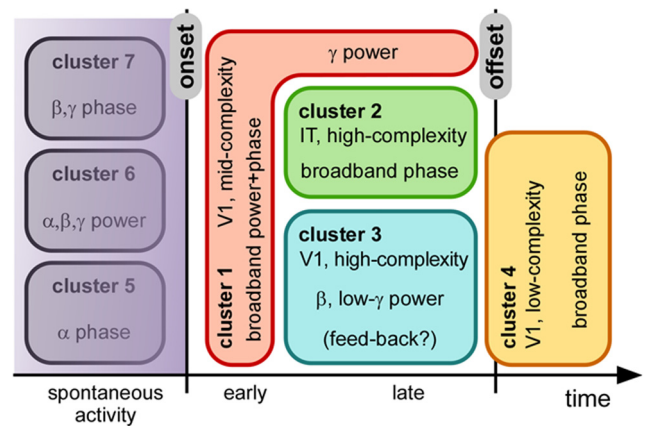 cluster 7
β,γ phase
cluster 6
α,β,γ power
cluster 5
α phase
onset
γ power
cluster 1
V1, mid-complexity
broadband power+phase
cluster 2
IT, high-complexity
broadband phase
cluster 3
V1, high-complexity
β, low-γ power
(feed-back?)
offset
cluster 4
V1, low-complexity
broadband phase
spontaneous
activity
early
late
time